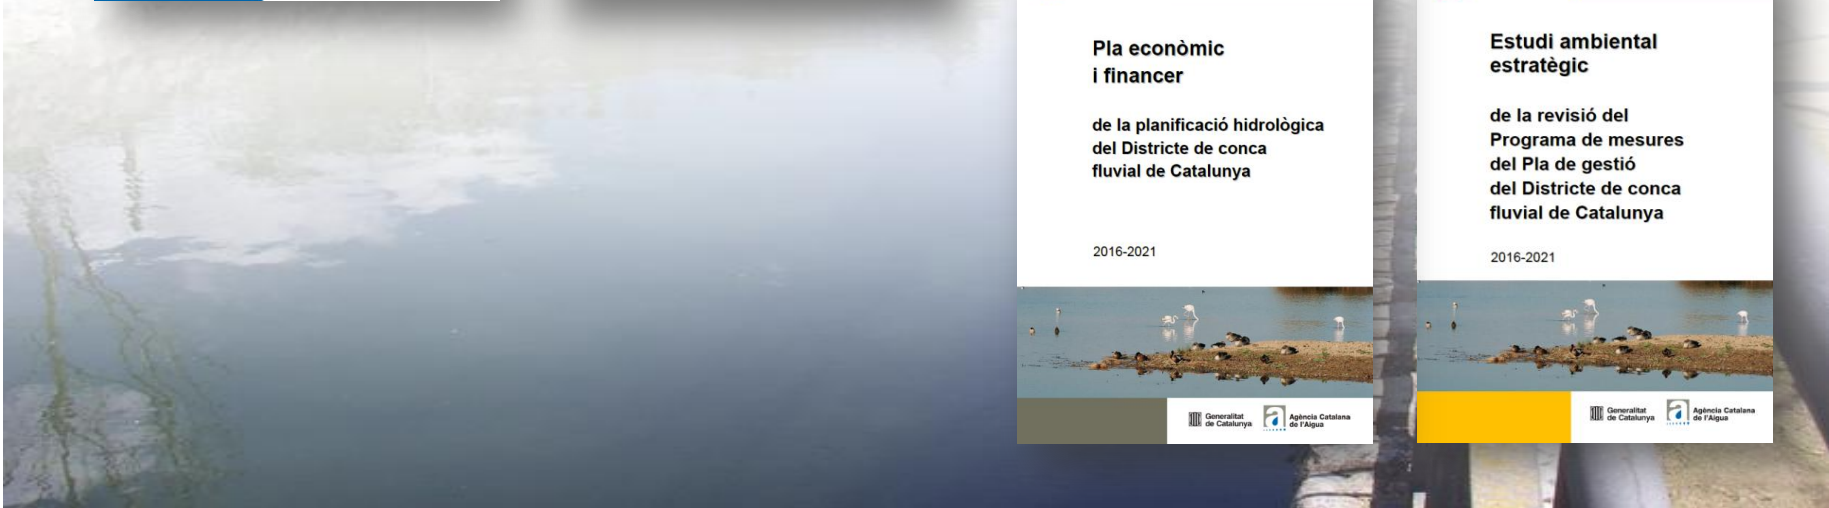 Pla econòmic
i financer
de la planificació hidrològica
del Districte de conca
fluvial de Catalunya
2016-2021
Generalitat
de Catalunya
Agència Catalana
de l'Aigua
Estudi ambiental
estratègic
de la revisió del
Programa de mesures
del Pla de gestió
del Districte de conca
fluvial de Catalunya
2016-2021
Generalitat
de Catalunya
Agència Catalana
de l'Aigua